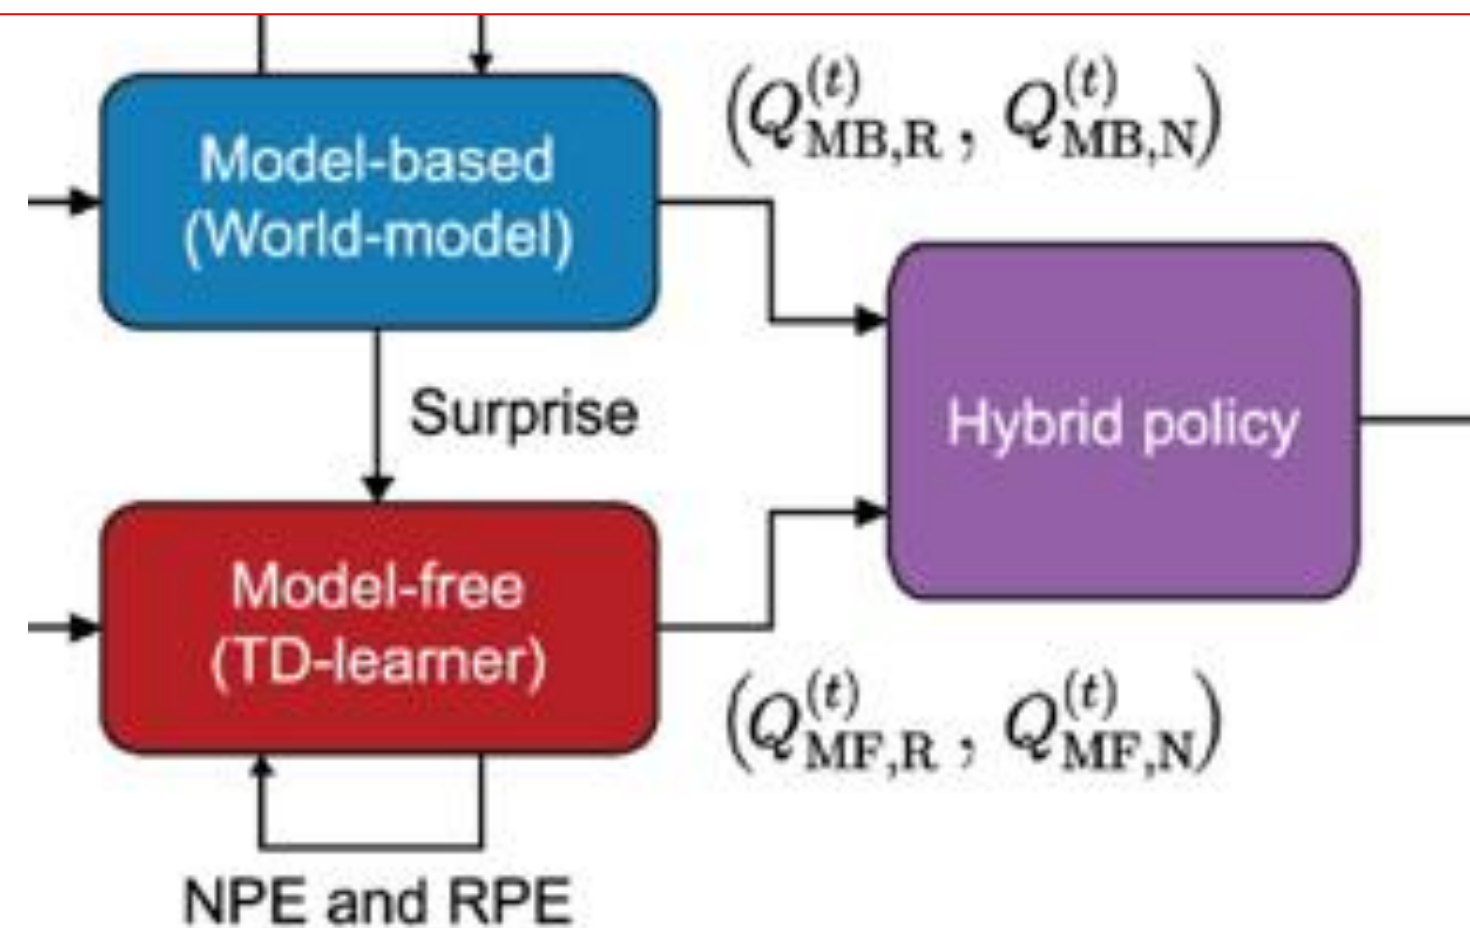 (Q^{(t)}_{MB,R}, Q^{(t)}_{MB,N})
Model-based
(World-model)
Surprise
Hybrid policy
Model-free
(TD-learner)
(Q^{(t)}_{MF,R}, Q^{(t)}_{MF,N})
NPE and RPE